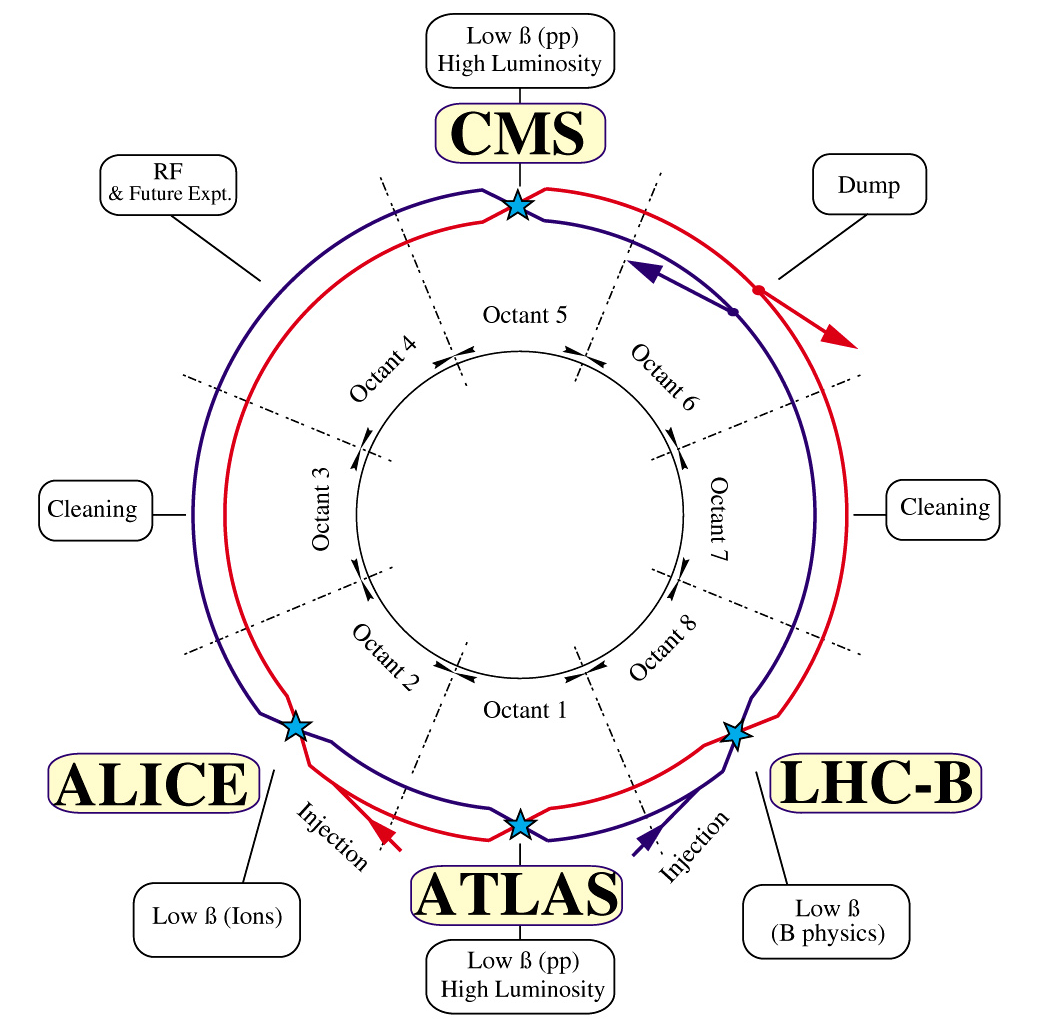 Low ß (pp)
High Luminosity
CMS
RF
& Future Expt.
Dump
Octant 5
Octant 4
Octant 6
Cleaning
Octant 3
Octant 7
Cleaning
Octant 2
Octant 8
Octant 1
ALICE
LHC-B
Injection
Injection
ATLAS
Low ß (Ions)
Low ß
(B physics)
Low ß (pp)
High Luminosity